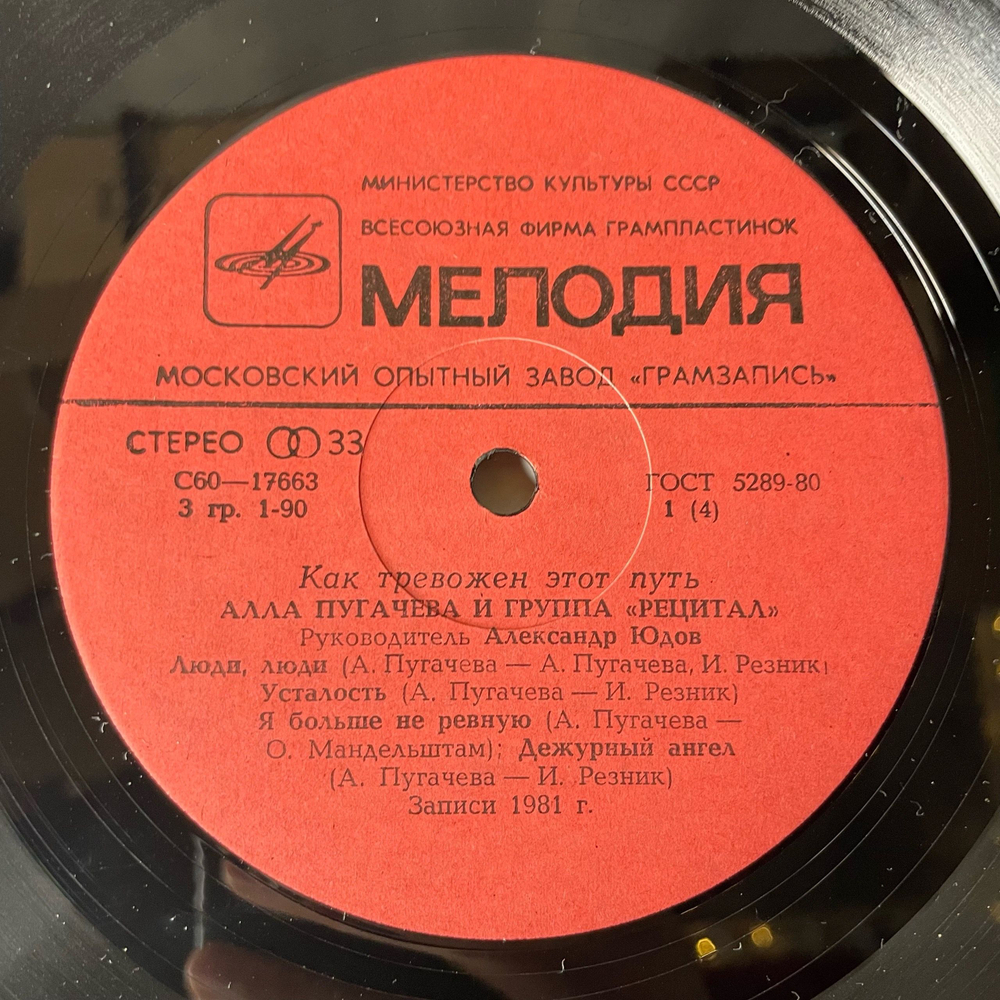 МИНИСТЕРСТВО КУЛЬТУРЫ СССР
ВСЕСОЮЗНАЯ ФИРМА ГРАМПЛАСТИНОК
МЕЛОДИЯ
МОСКОВСКИЙ ОПЫТНЫЙ ЗАВОД «ГРАМЗАПИСЬ»
СТЕРЕО 33
С60—17663 ГОСТ 5289-80
3 гр. 1-90 1 (4)
Как тревожен этот путь
АЛЛА ПУГАЧЕВА И ГРУППА «РЕЦИТАЛ»
Руководитель Александр Юдов
Люди, люди (А. Пугачева — А. Пугачева, И. Резник)
Усталость (А. Пугачева — И. Резник)
Я больше не ревную (А. Пугачева —
О. Мандельштам); Дежурный ангел
(А. Пугачева — И. Резник)
Записи 1981 г.